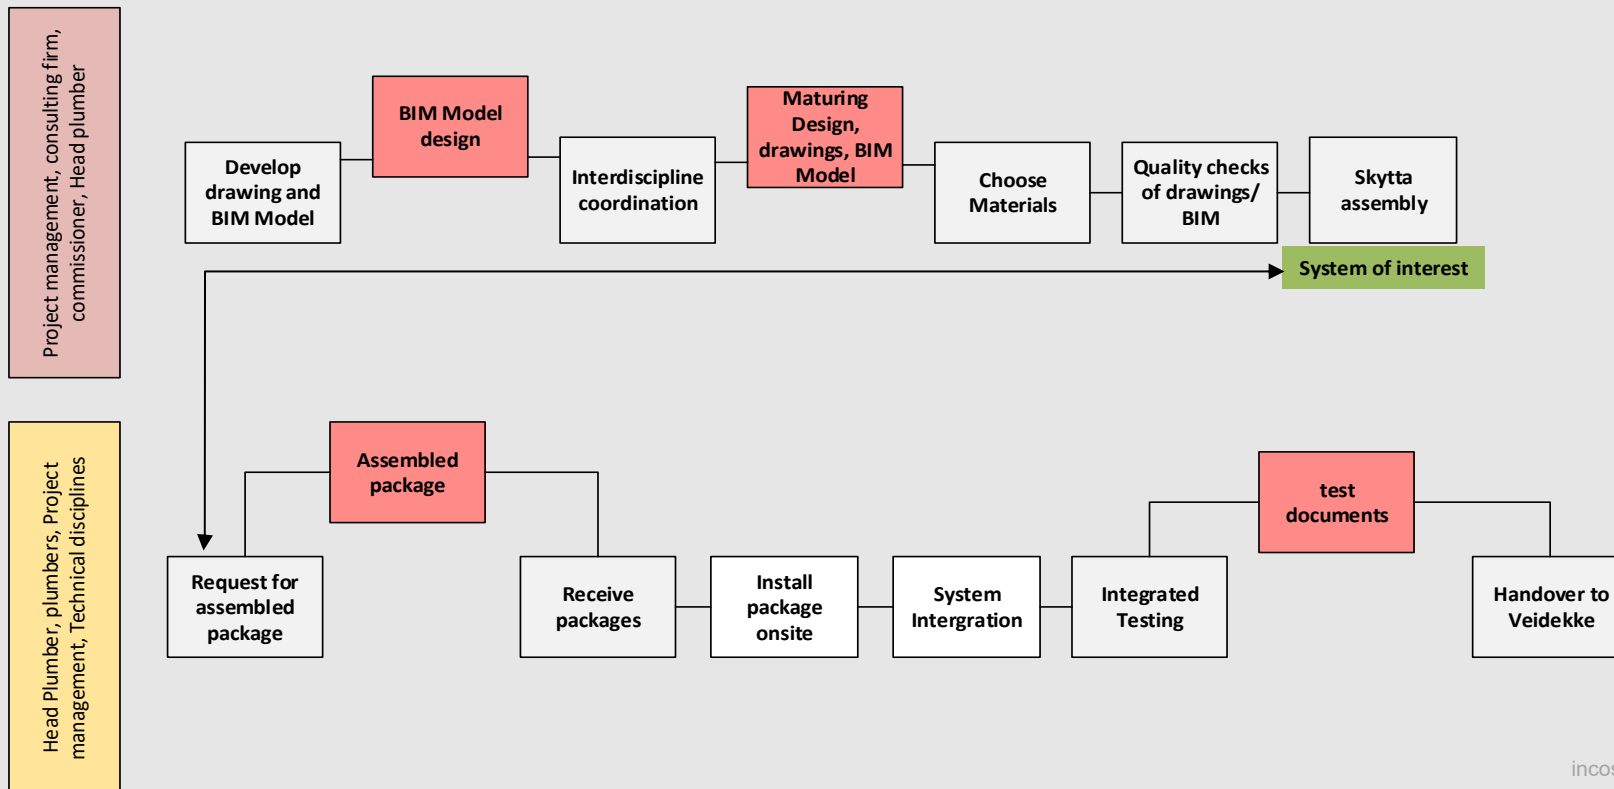 Project management, consulting firm,
commissioner, Head plumber
Develop
drawing and
BIM Model
BIM Model
design
Interdiscipline
coordination
Maturing
Design,
drawings, BIM
Model
Choose
Materials
Quality checks
of drawings/
BIM
Skytta
assembly
System of interest
Head Plumber, plumbers, Project
management, Technical disciplines
Request for
assembled
package
Assembled
package
Receive
packages
Install
package
onsite
System
Intergration
Integrated
Testing
test
documents
Handover to
Veidekke
incos